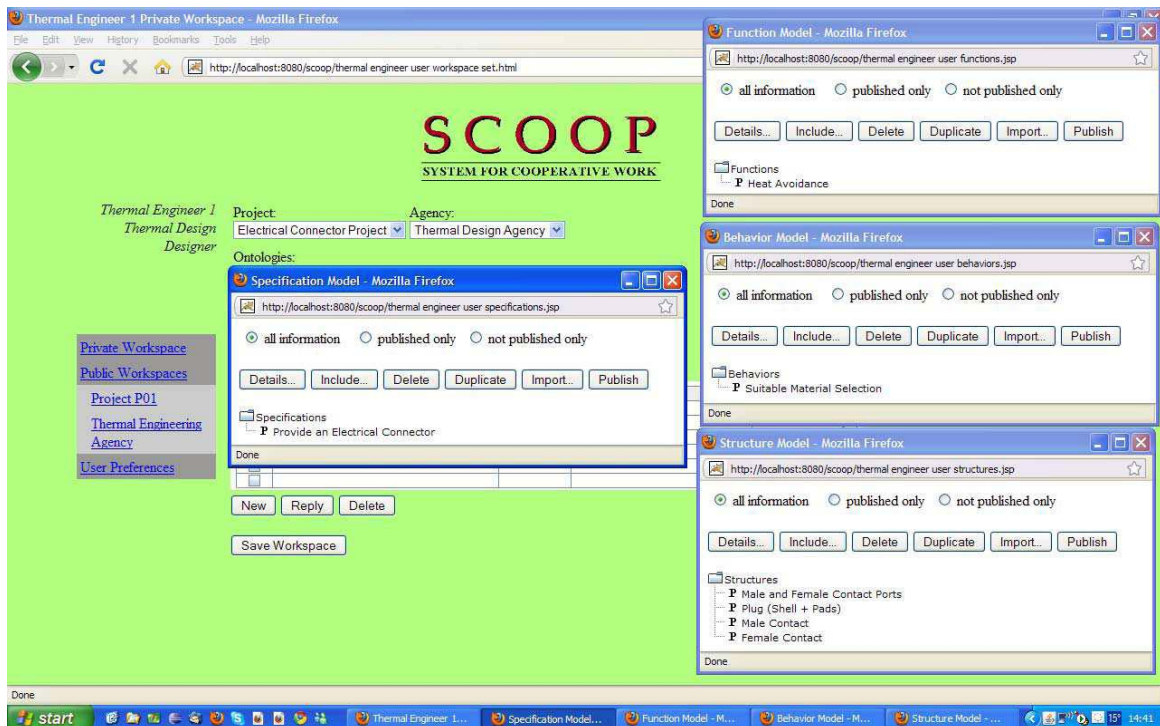 Thermal Engineer 1 Private Workspace - Mozilla Firefox
File Edit View History Bookmarks Tools Help
http://localhost:8080/scoop/thermal engineer user workspace set.html
SCOOP
SYSTEM FOR COOPERATIVE WORK
Thermal Engineer 1
Thermal Design
Designer
Project: Agency:
Electrical Connector Project Thermal Design Agency
Ontologies:
Private Workspace
Public Workspaces
Project P01
Thermal Engineering
Agency
User Preferences
Specification Model - Mozilla Firefox
http://localhost:8080/scoop/thermal engineer user specifications.jsp
all information published only not published only
Details... Include... Delete Duplicate Import... Publish
Specifications
P Provide an Electrical Connector
Done
New Reply Delete
Save Workspace
Function Model - Mozilla Firefox
http://localhost:8080/scoop/thermal engineer user functions.jsp
all information published only not published only
Details... Include... Delete Duplicate Import... Publish
Functions
P Heat Avoidance
Done
Behavior Model - Mozilla Firefox
http://localhost:8080/scoop/thermal engineer user behaviors.jsp
all information published only not published only
Details... Include... Delete Duplicate Import... Publish
Behaviors
P Suitable Material Selection
Done
Structure Model - Mozilla Firefox
http://localhost:8080/scoop/thermal engineer user structures.jsp
all information published only not published only
Details... Include... Delete Duplicate Import... Publish
Structures
P Male and Female Contact Ports
P Plug (Shell + Pads)
P Male Contact
P Female Contact
Done
Done
start Thermal Engineer 1... Specification Model... Function Model - M... Behavior Model - M... Structure Model - ... 15° 14:41